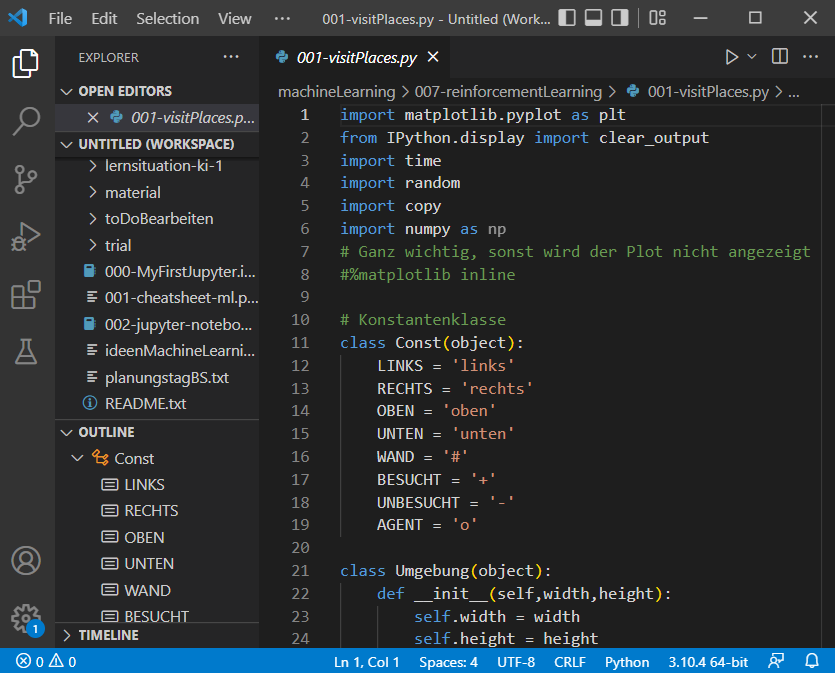 File Edit Selection View ··· 001-visitPlaces.py - Untitled (Work...
EXPLORER ···
OPEN EDITORS
001-visitPlaces.p...
UNTITLED (WORKSPACE)
lernsituation-ki-1
material
toDoBearbeiten
trial
000-MyFirstJupyter.i...
001-cheatsheet-ml.p...
002-jupyter-notebo...
ideenMachineLearni...
planungstagBS.txt
README.txt
OUTLINE
Const
LINKS
RECHTS
OBEN
UNTEN
WAND
BESUCHT
TIMELINE
1
001-visitPlaces.py
machineLearning > 007-reinforcementLearning > 001-visitPlaces.py > ...
1 import matplotlib.pyplot as plt
2 from IPython.display import clear_output
3 import time
4 import random
5 import copy
6 import numpy as np
7 # Ganz wichtig, sonst wird der Plot nicht angezeigt
8 #%matplotlib inline
9
10 # Konstantenklasse
11 class Const(object):
12 LINKS = 'links'
13 RECHTS = 'rechts'
14 OBEN = 'oben'
15 UNTEN = 'unten'
16 WAND = '#'
17 BESUCHT = '+'
18 UNBESUCHT = '-'
19 AGENT = 'o'
20
21 class Umgebung(object):
22 def __init__(self,width,height):
23 self.width = width
24 self.height = height
0 0 Ln 1, Col 1 Spaces: 4 UTF-8 CRLF Python 3.10.4 64-bit